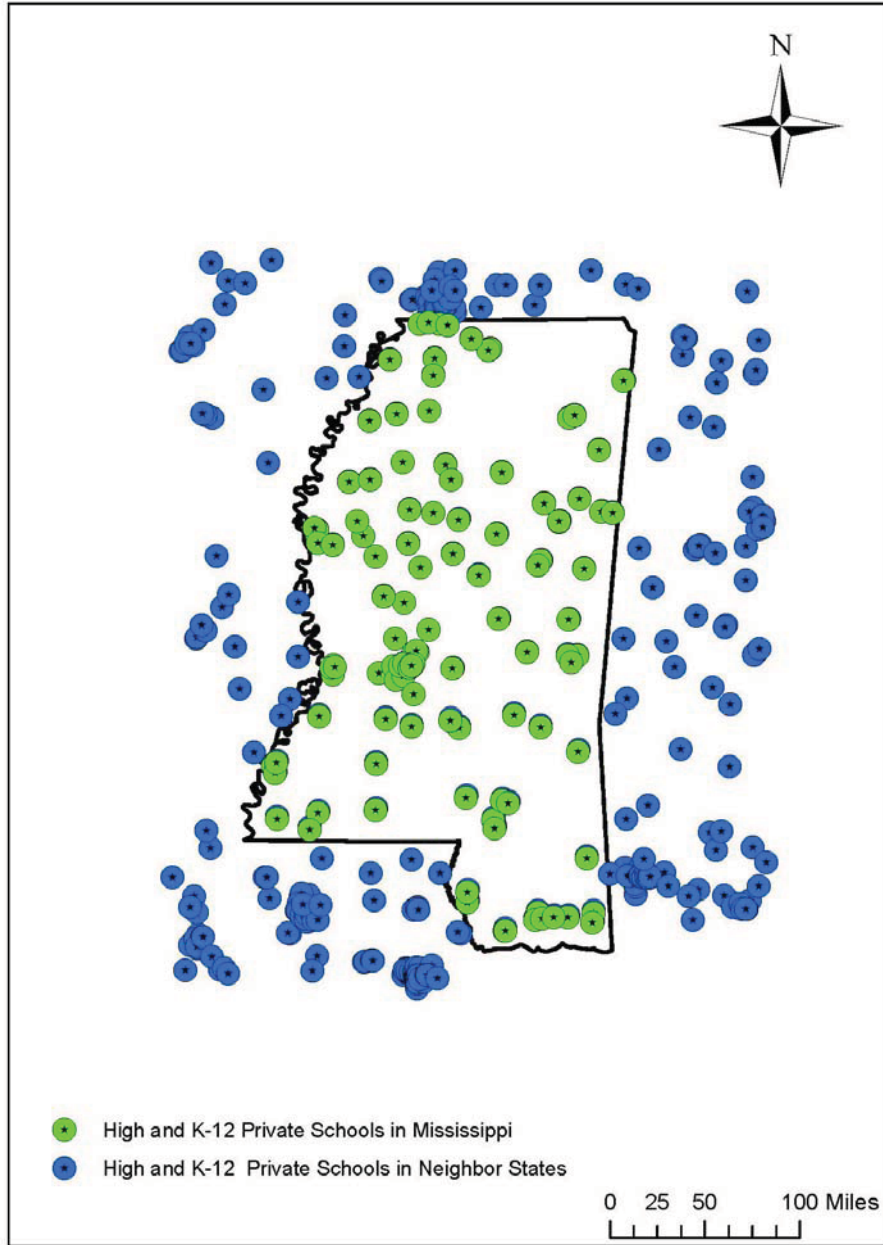 N
High and K-12 Private Schools in Mississippi
High and K-12 Private Schools in Neighbor States
0 25 50 100 Miles